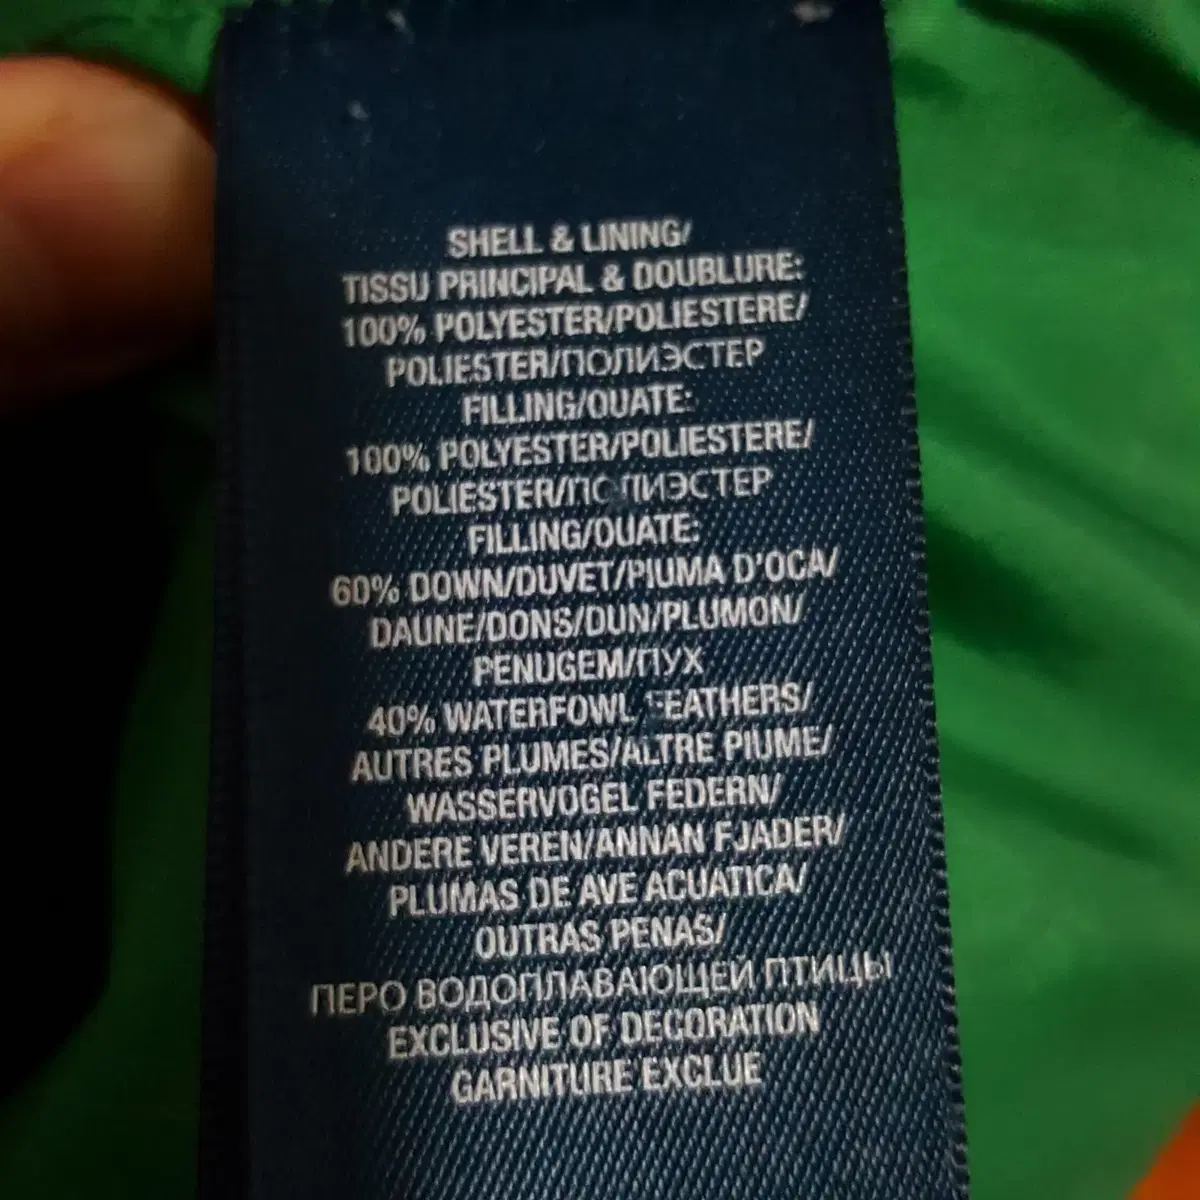 SHELL & LINING/
TISSU PRINCIPAL & DOUBLURE:
100% POLYESTER/POLIESTERE/
POLIESTER/ПОЛИЭСТЕР
FILLING/OUATE:
100% POLYESTER/POLIESTERE/
POLIESTER/ПОЛИЭСТЕР
FILLING/OUATE:
60% DOWN/DUVET/PIUMA D'OCA/
DAUNE/DONS/DUN/PLUMON/
PENUGEM/ПУХ
40% WATERFOWL FEATHERS/
AUTRES PLUMES/ALTRE PIUME/
WASSERVOGEL FEDERN/
ANDERE VEREN/ANNAN FJADER/
PLUMAS DE AVE ACUATICA/
OUTRAS PENAS/
ПЕРО ВОДОПЛАВАЮЩЕЙ ПТИЦЫ
EXCLUSIVE OF DECORATION
GARNITURE EXCLUE